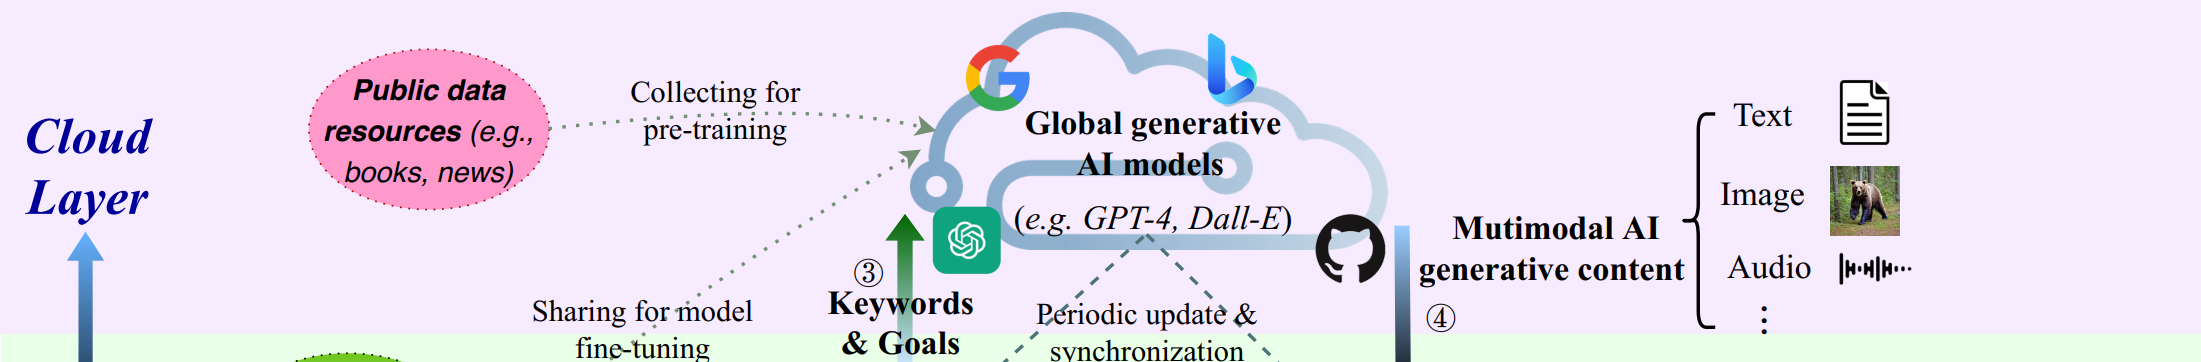 Cloud
Layer
Public data
resources (e.g.,
books, news)
Collecting for
pre-training
Sharing for model
fine-tuning
③
Keywords
& Goals
Global generative
AI models
(e.g. GPT-4, Dall-E)
Periodic update &
synchronization
④
Mutimodal AI
generative content
Text
Image
Audio
⋮